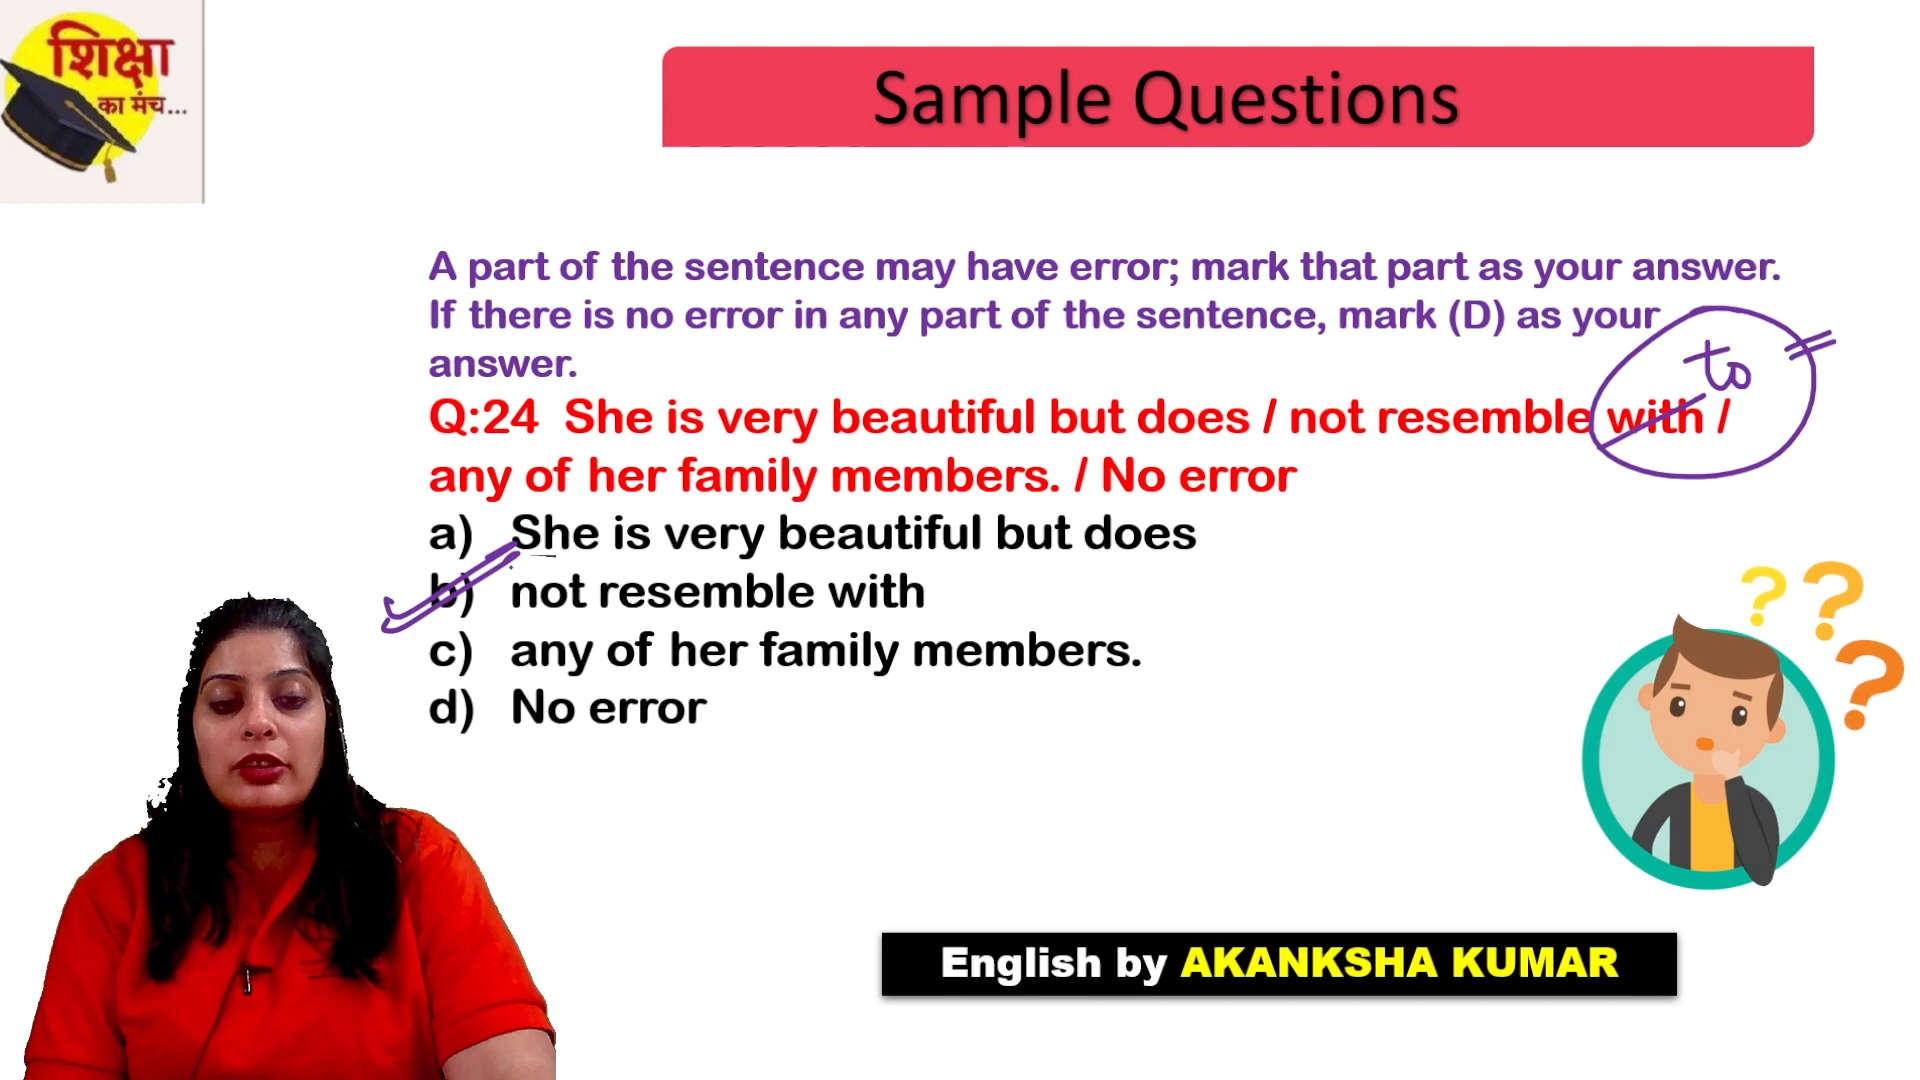 शिक्षा
का मंच...
Sample Questions
A part of the sentence may have error; mark that part as your answer.
If there is no error in any part of the sentence, mark (D) as your
answer.
to
Q:24 She is very beautiful but does / not resemble with /
any of her family members. / No error
a) She is very beautiful but does
b) not resemble with
c) any of her family members.
d) No error
? ? ?
English by AKANKSHA KUMAR